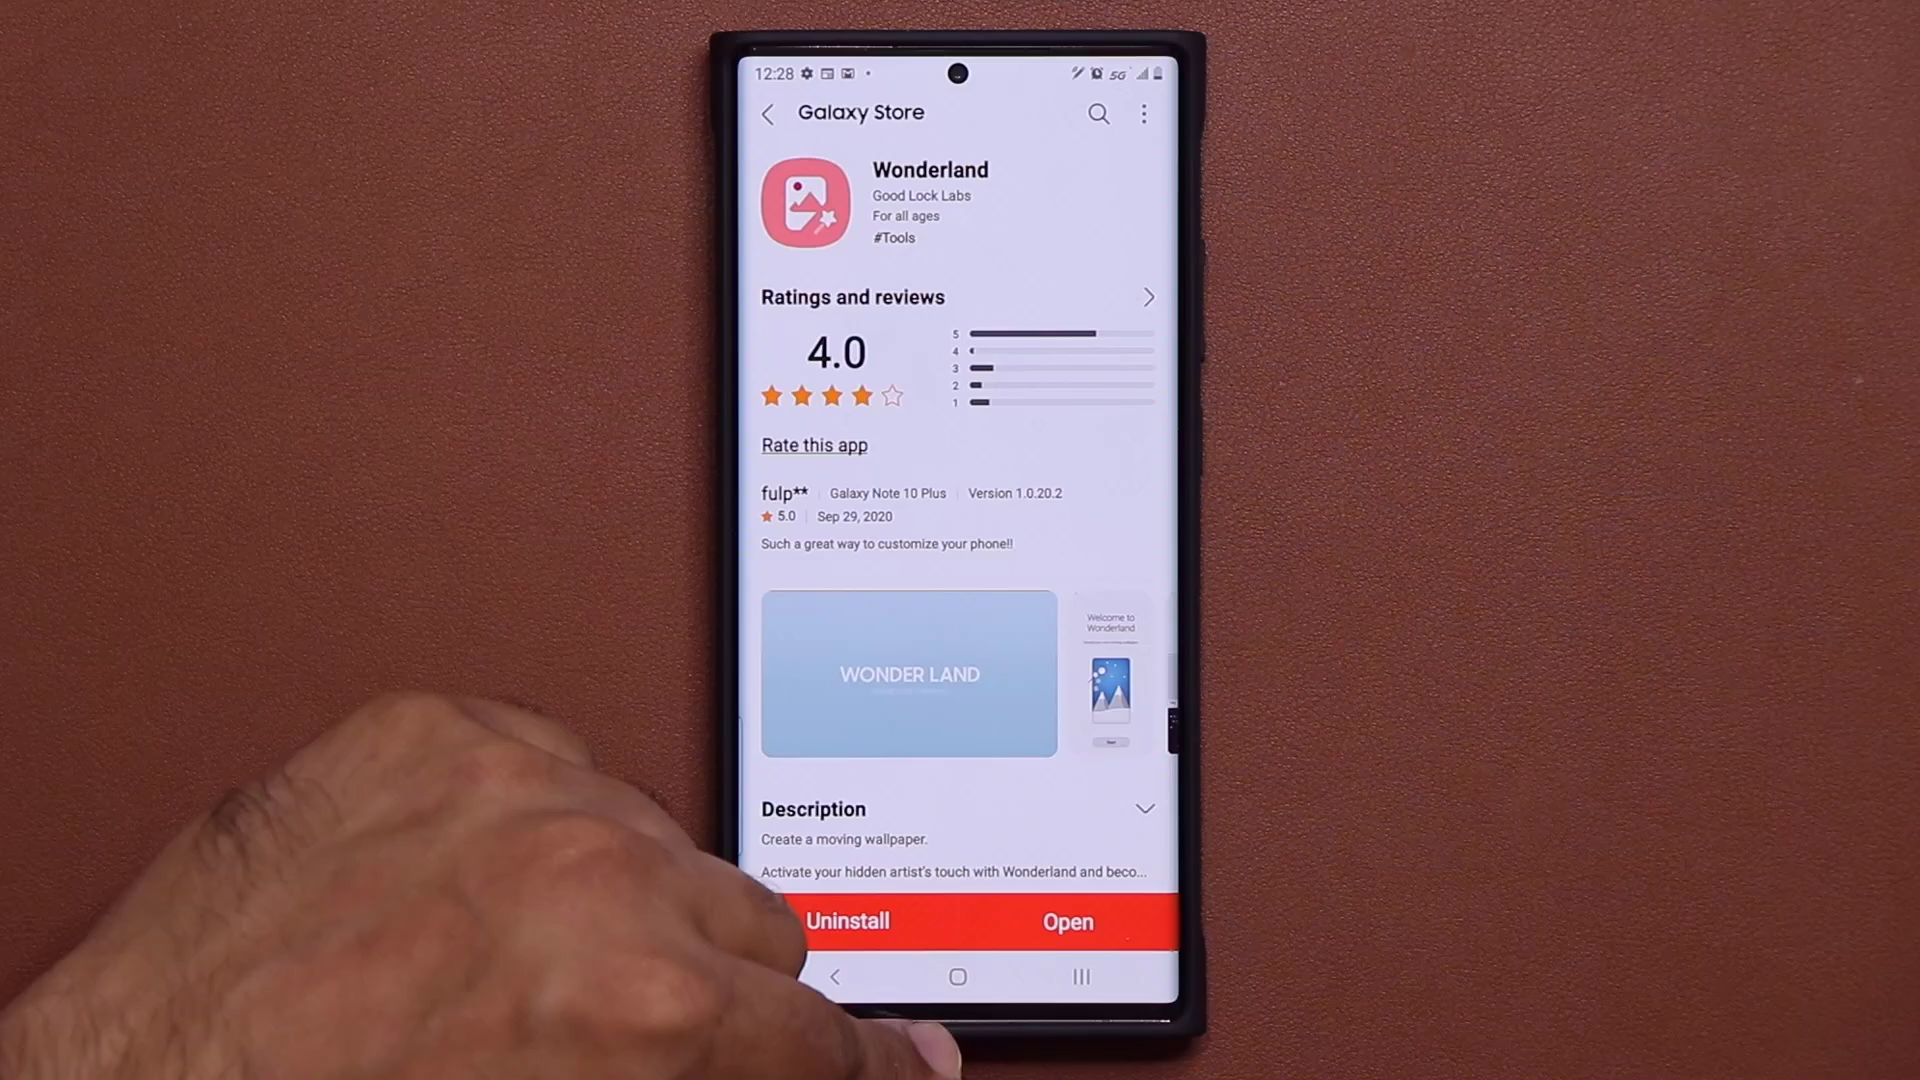 12:28 5G
Galaxy Store
Wonderland
Good Lock Labs
For all ages
#Tools
Ratings and reviews
4.0
5
4
3
2
1
Rate this app
fulp** Galaxy Note 10 Plus Version 1.0.20.2
5.0 Sep 29, 2020
Such a great way to customize your phone!!
WONDER LAND
Welcome to
Wonderland
Start
Description
Create a moving wallpaper.
Activate your hidden artist's touch with Wonderland and beco...
Uninstall Open